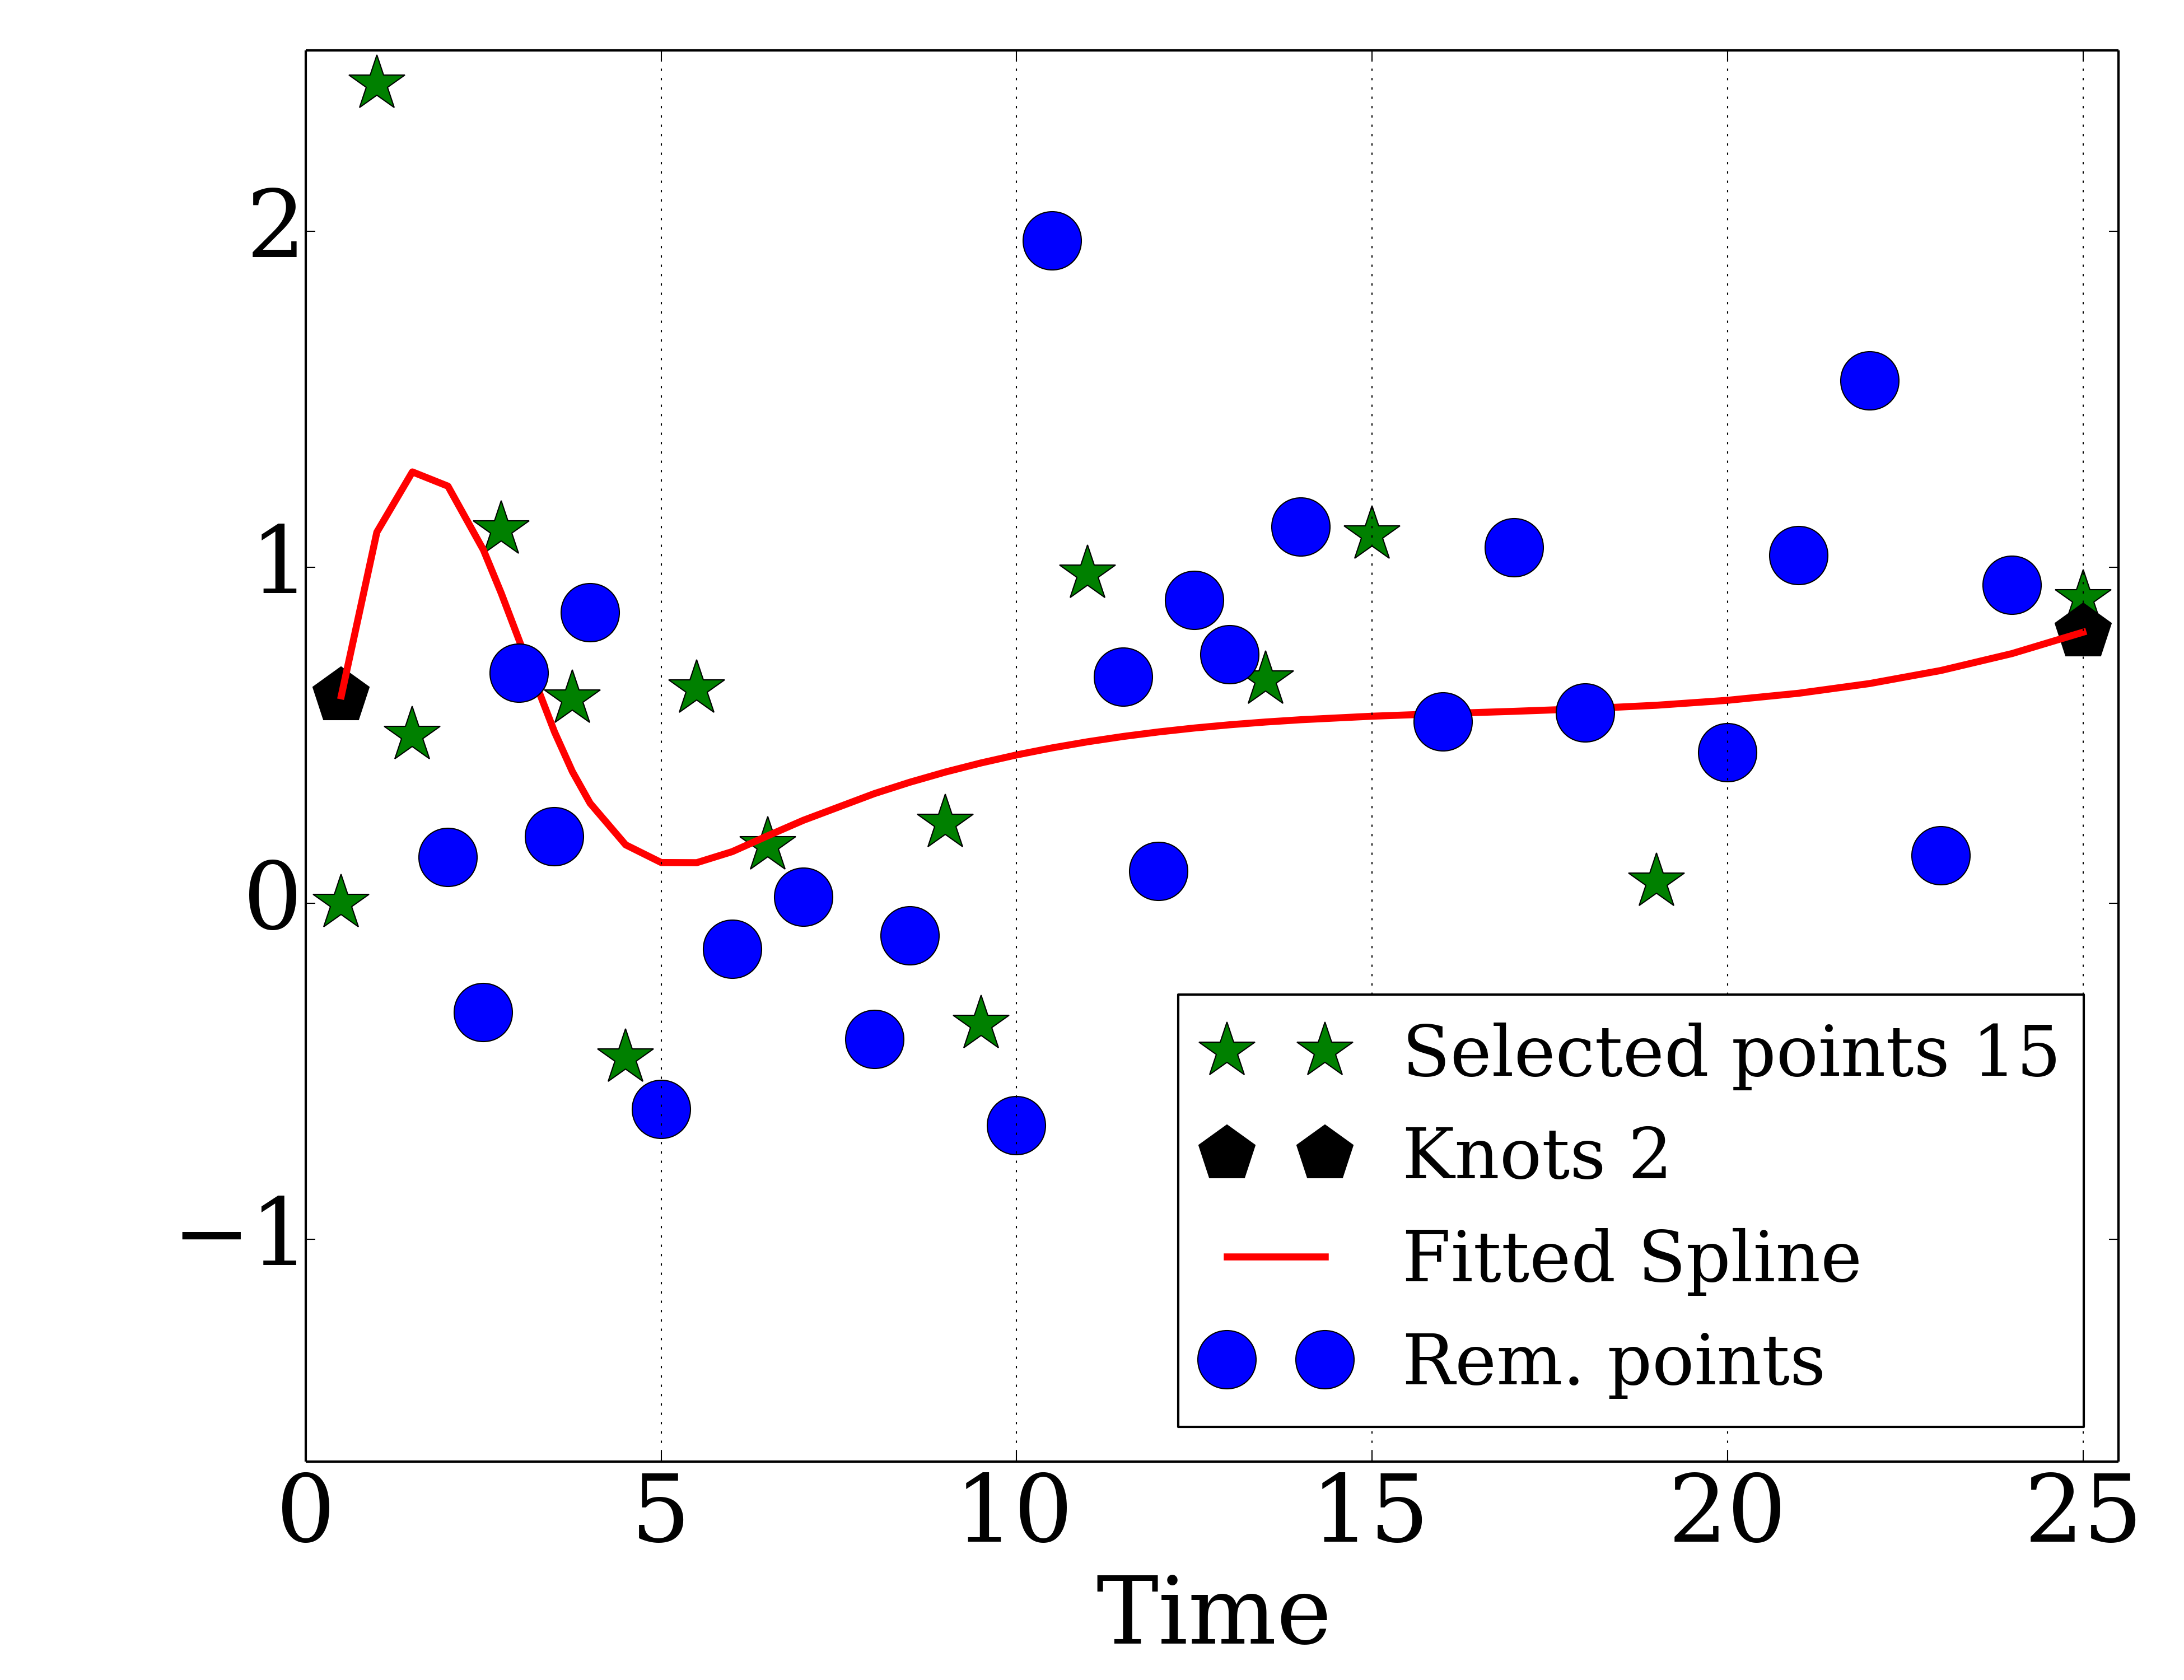 2
1
0
−1
Selected points 15
Knots 2
Fitted Spline
Rem. points
0 5 10 15 20 25
Time